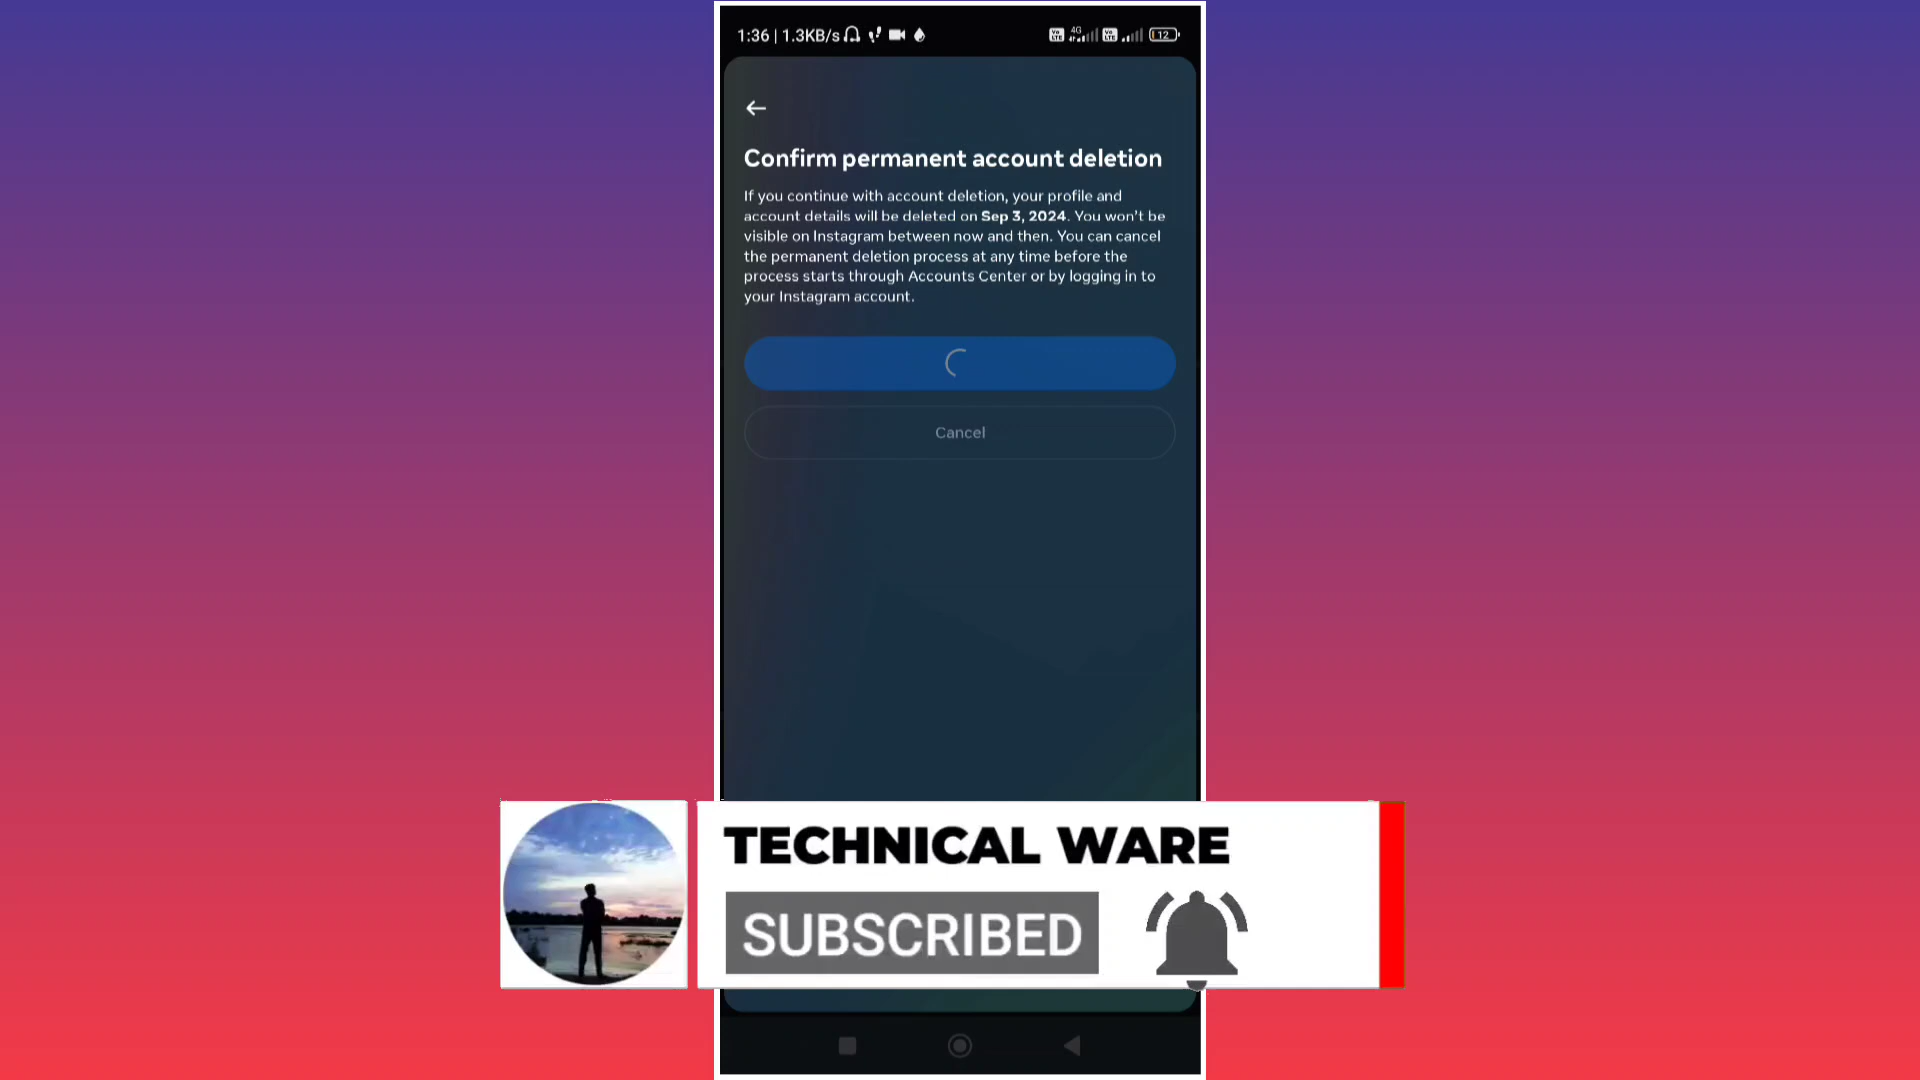 1:36 | 1.3KB/s 4G 12
Confirm permanent account deletion
If you continue with account deletion, your profile and
account details will be deleted on Sep 3, 2024. You won't be
visible on Instagram between now and then. You can cancel
the permanent deletion process at any time before the
process starts through Accounts Center or by logging in to
your Instagram account.
Cancel
TECHNICAL WARE
SUBSCRIBED